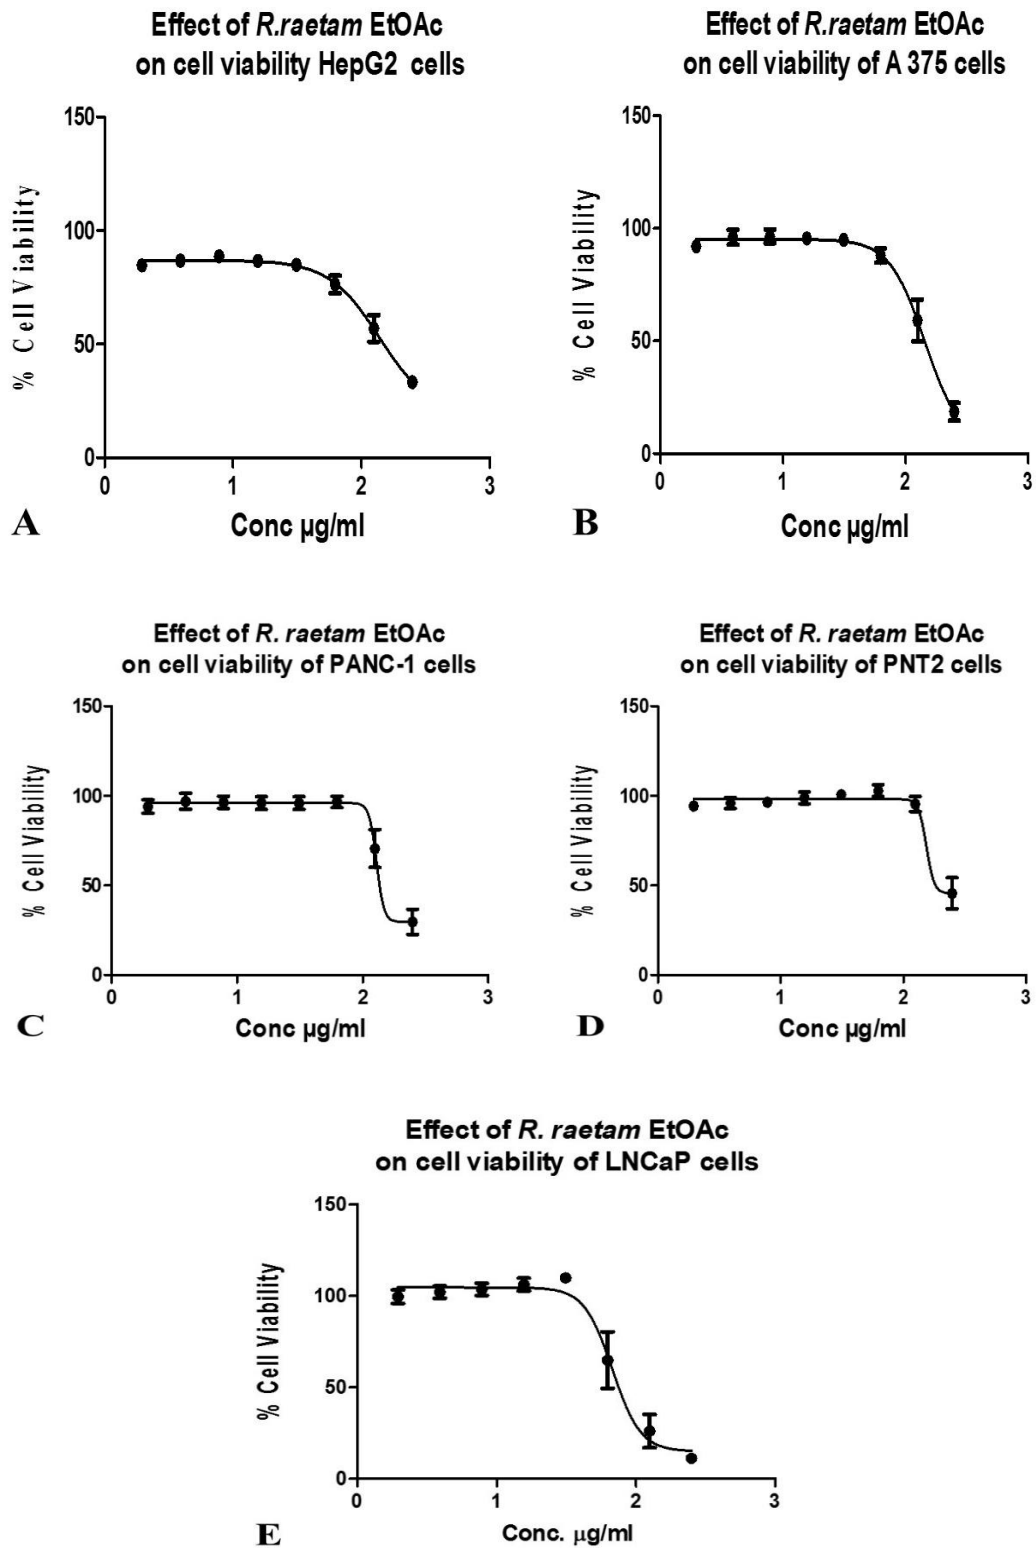 Effect of R.raetam EtOAc
on cell viability HepG2 cells
150
100
50
0
% Cell Viability
0 1 2 3
Conc µg/ml
A
Effect of R.raetam EtOAc
on cell viability of A 375 cells
150
100
50
0
% Cell Viability
0 1 2 3
Conc µg/ml
B
Effect of R. raetam EtOAc
on cell viability of PANC-1 cells
150
100
50
0
% Cell Viability
0 1 2 3
Conc µg/ml
C
Effect of R. raetam EtOAc
on cell viability of PNT2 cells
150
100
50
0
% Cell Viability
0 1 2 3
Conc µg/ml
D
Effect of R. raetam EtOAc
on cell viability of LNCaP cells
150
100
50
0
% Cell Viability
0 1 2 3
Conc. µg/ml
E